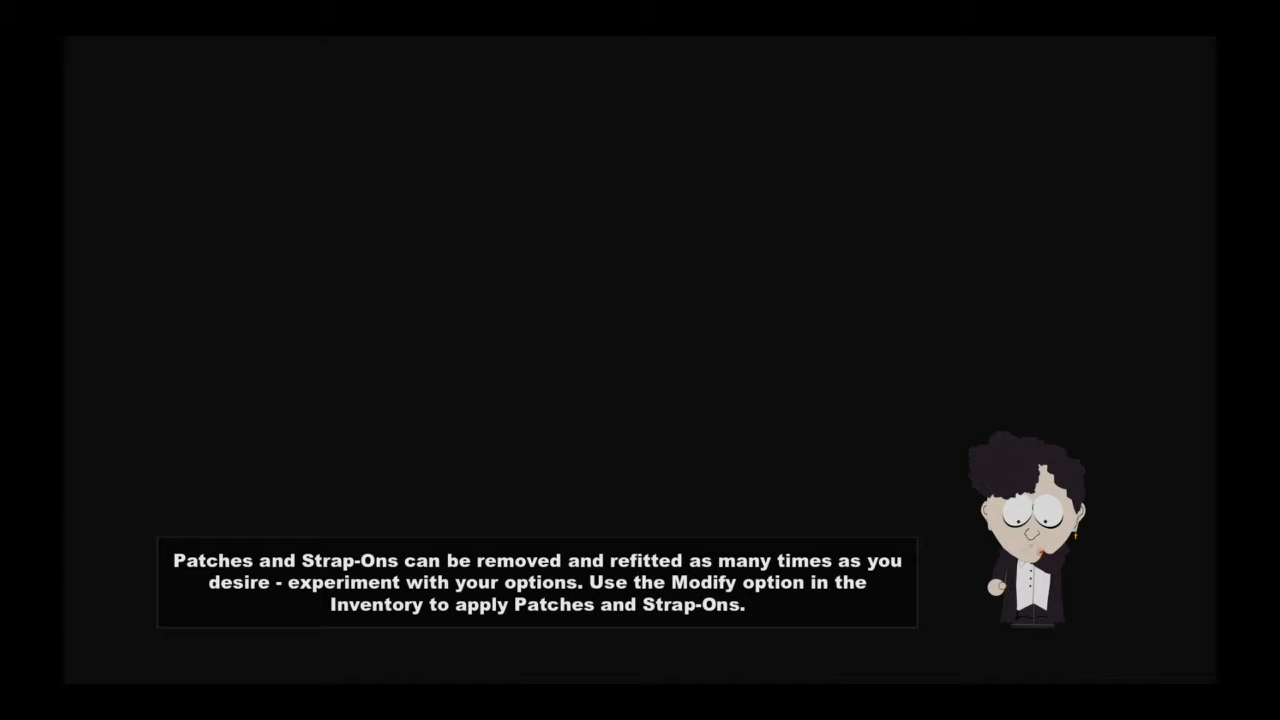 Patches and Strap-Ons can be removed and refitted as many times as you
desire - experiment with your options. Use the Modify option in the
Inventory to apply Patches and Strap-Ons.